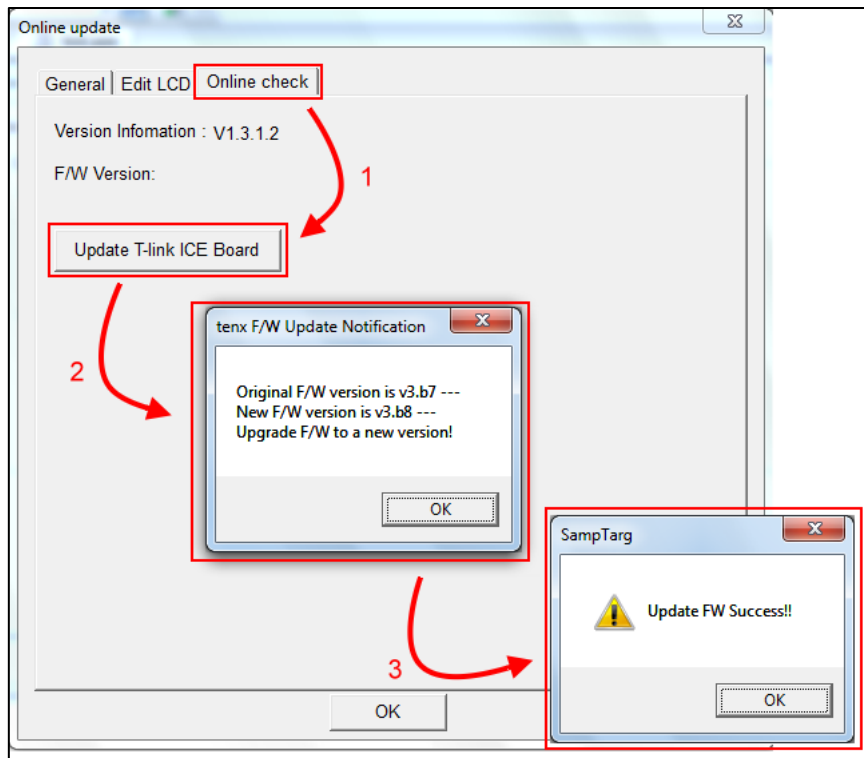 Online update
General Edit LCD Online check
Version Infomation : V1.3.1.2
1
F/W Version:
Update T-link ICE Board
2
tenx F/W Update Notification
Original F/W version is v3.b7 ---
New F/W version is v3.b8 ---
Upgrade F/W to a new version!
OK
3
SampTarg
Update FW Success!!
OK
OK